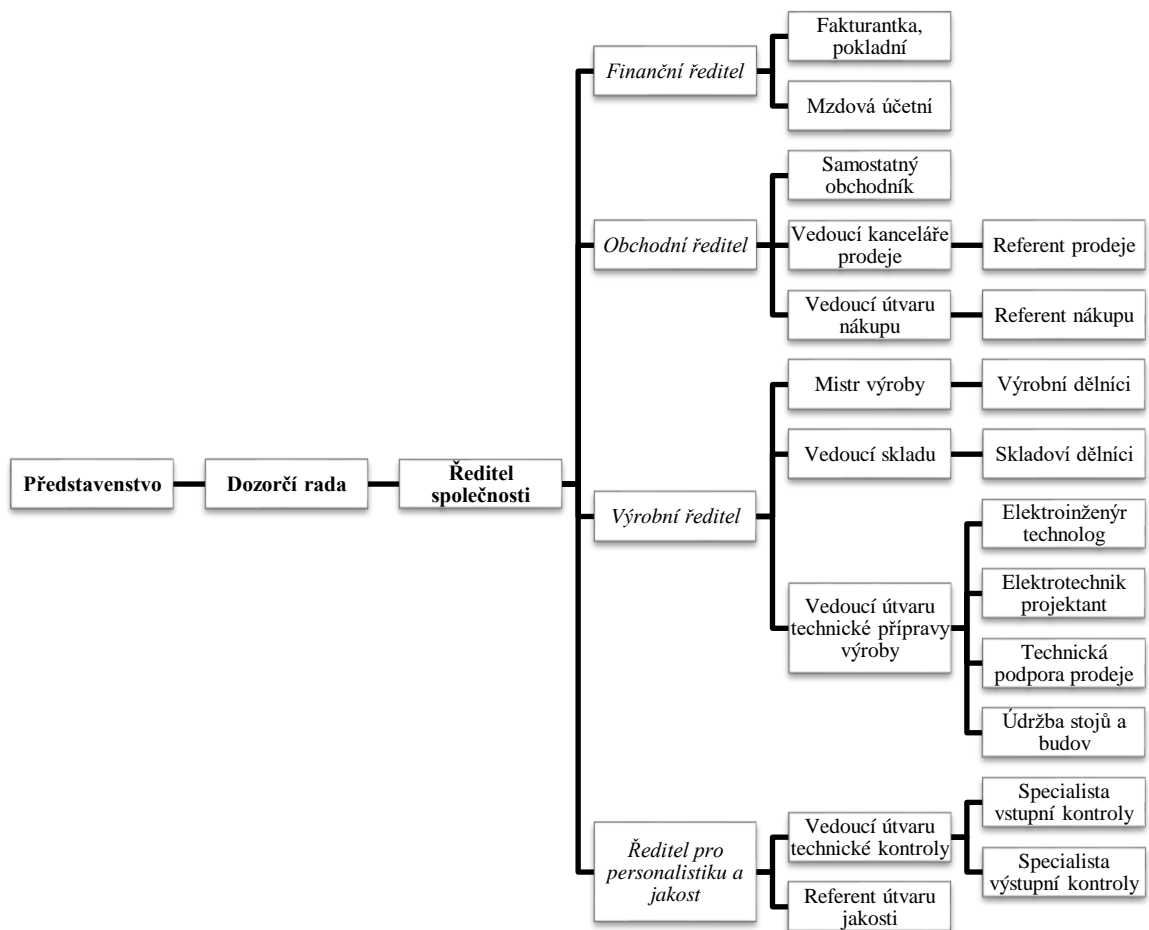 Fakturantka,
pokladní
Finanční ředitel
Mzdová účetní
Samostatný
obchodník
Obchodní ředitel
Vedoucí kanceláře
prodeje
Referent prodeje
Vedoucí útvaru
nákupu
Referent nákupu
Mistr výroby
Výrobní dělníci
Vedoucí skladu
Skladoví dělníci
Představenstvo
Dozorčí rada
Ředitel
společnosti
Výrobní ředitel
Elektroinženýr
technolog
Elektrotechnik
projektant
Vedoucí útvaru
technické přípravy
výroby
Technická
podpora prodeje
Údržba stojů a
budov
Specialista
vstupní kontroly
Vedoucí útvaru
technické kontroly
Ředitel pro
personalistiku a
jakost
Specialista
výstupní kontroly
Referent útvaru
jakosti